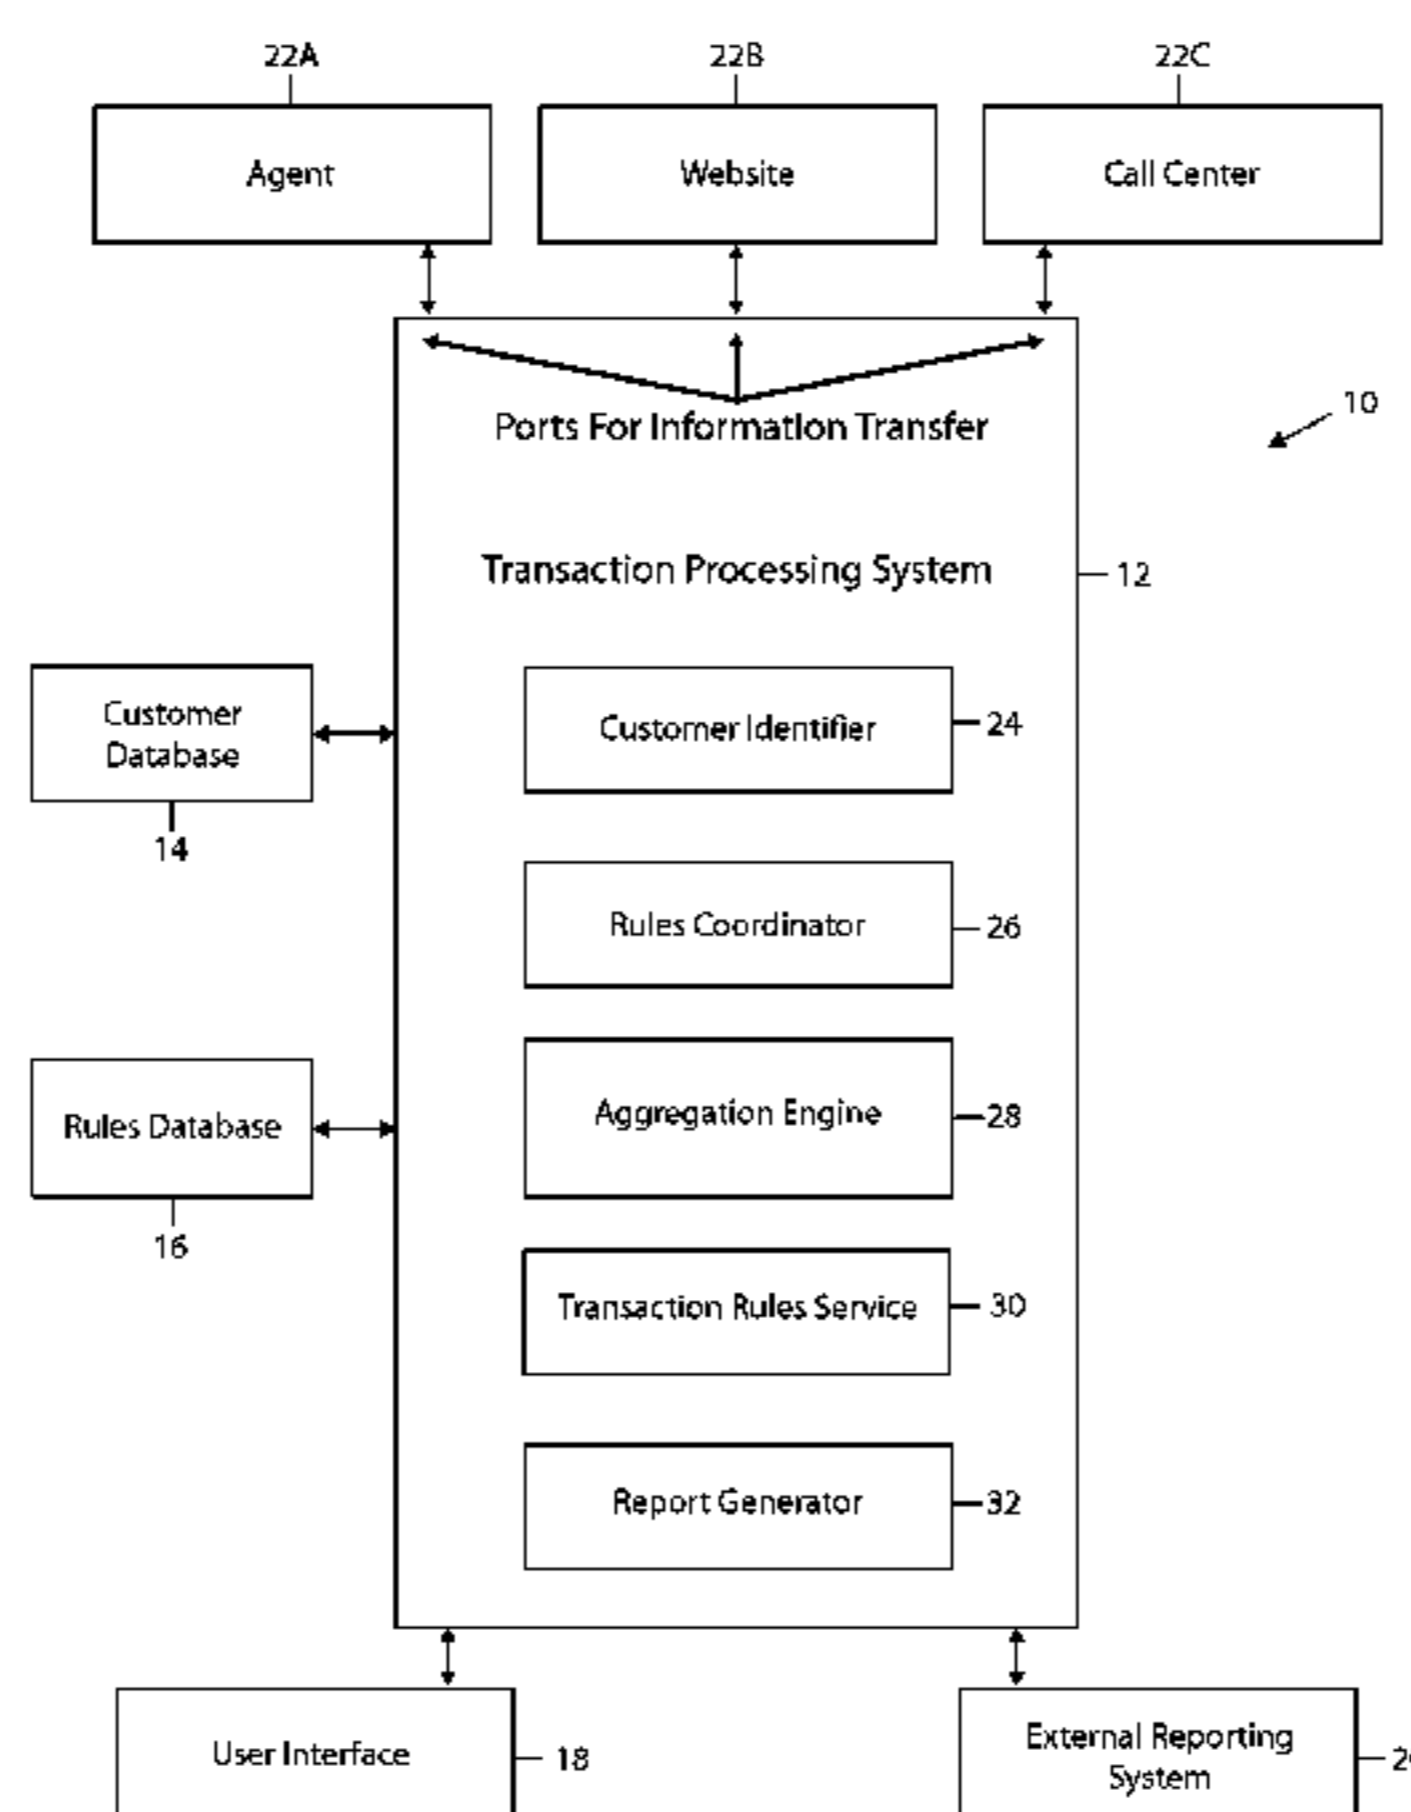 22A 22B 22C
Agent Website Call Center
Ports For Information Transfer
10
Transaction Processing System
12
Customer
Database
14
Customer Identifier
24
Rules Coordinator
26
Rules Database
16
Aggregation Engine
28
Transaction Rules Service
30
Report Generator
32
User Interface
18
External Reporting
System